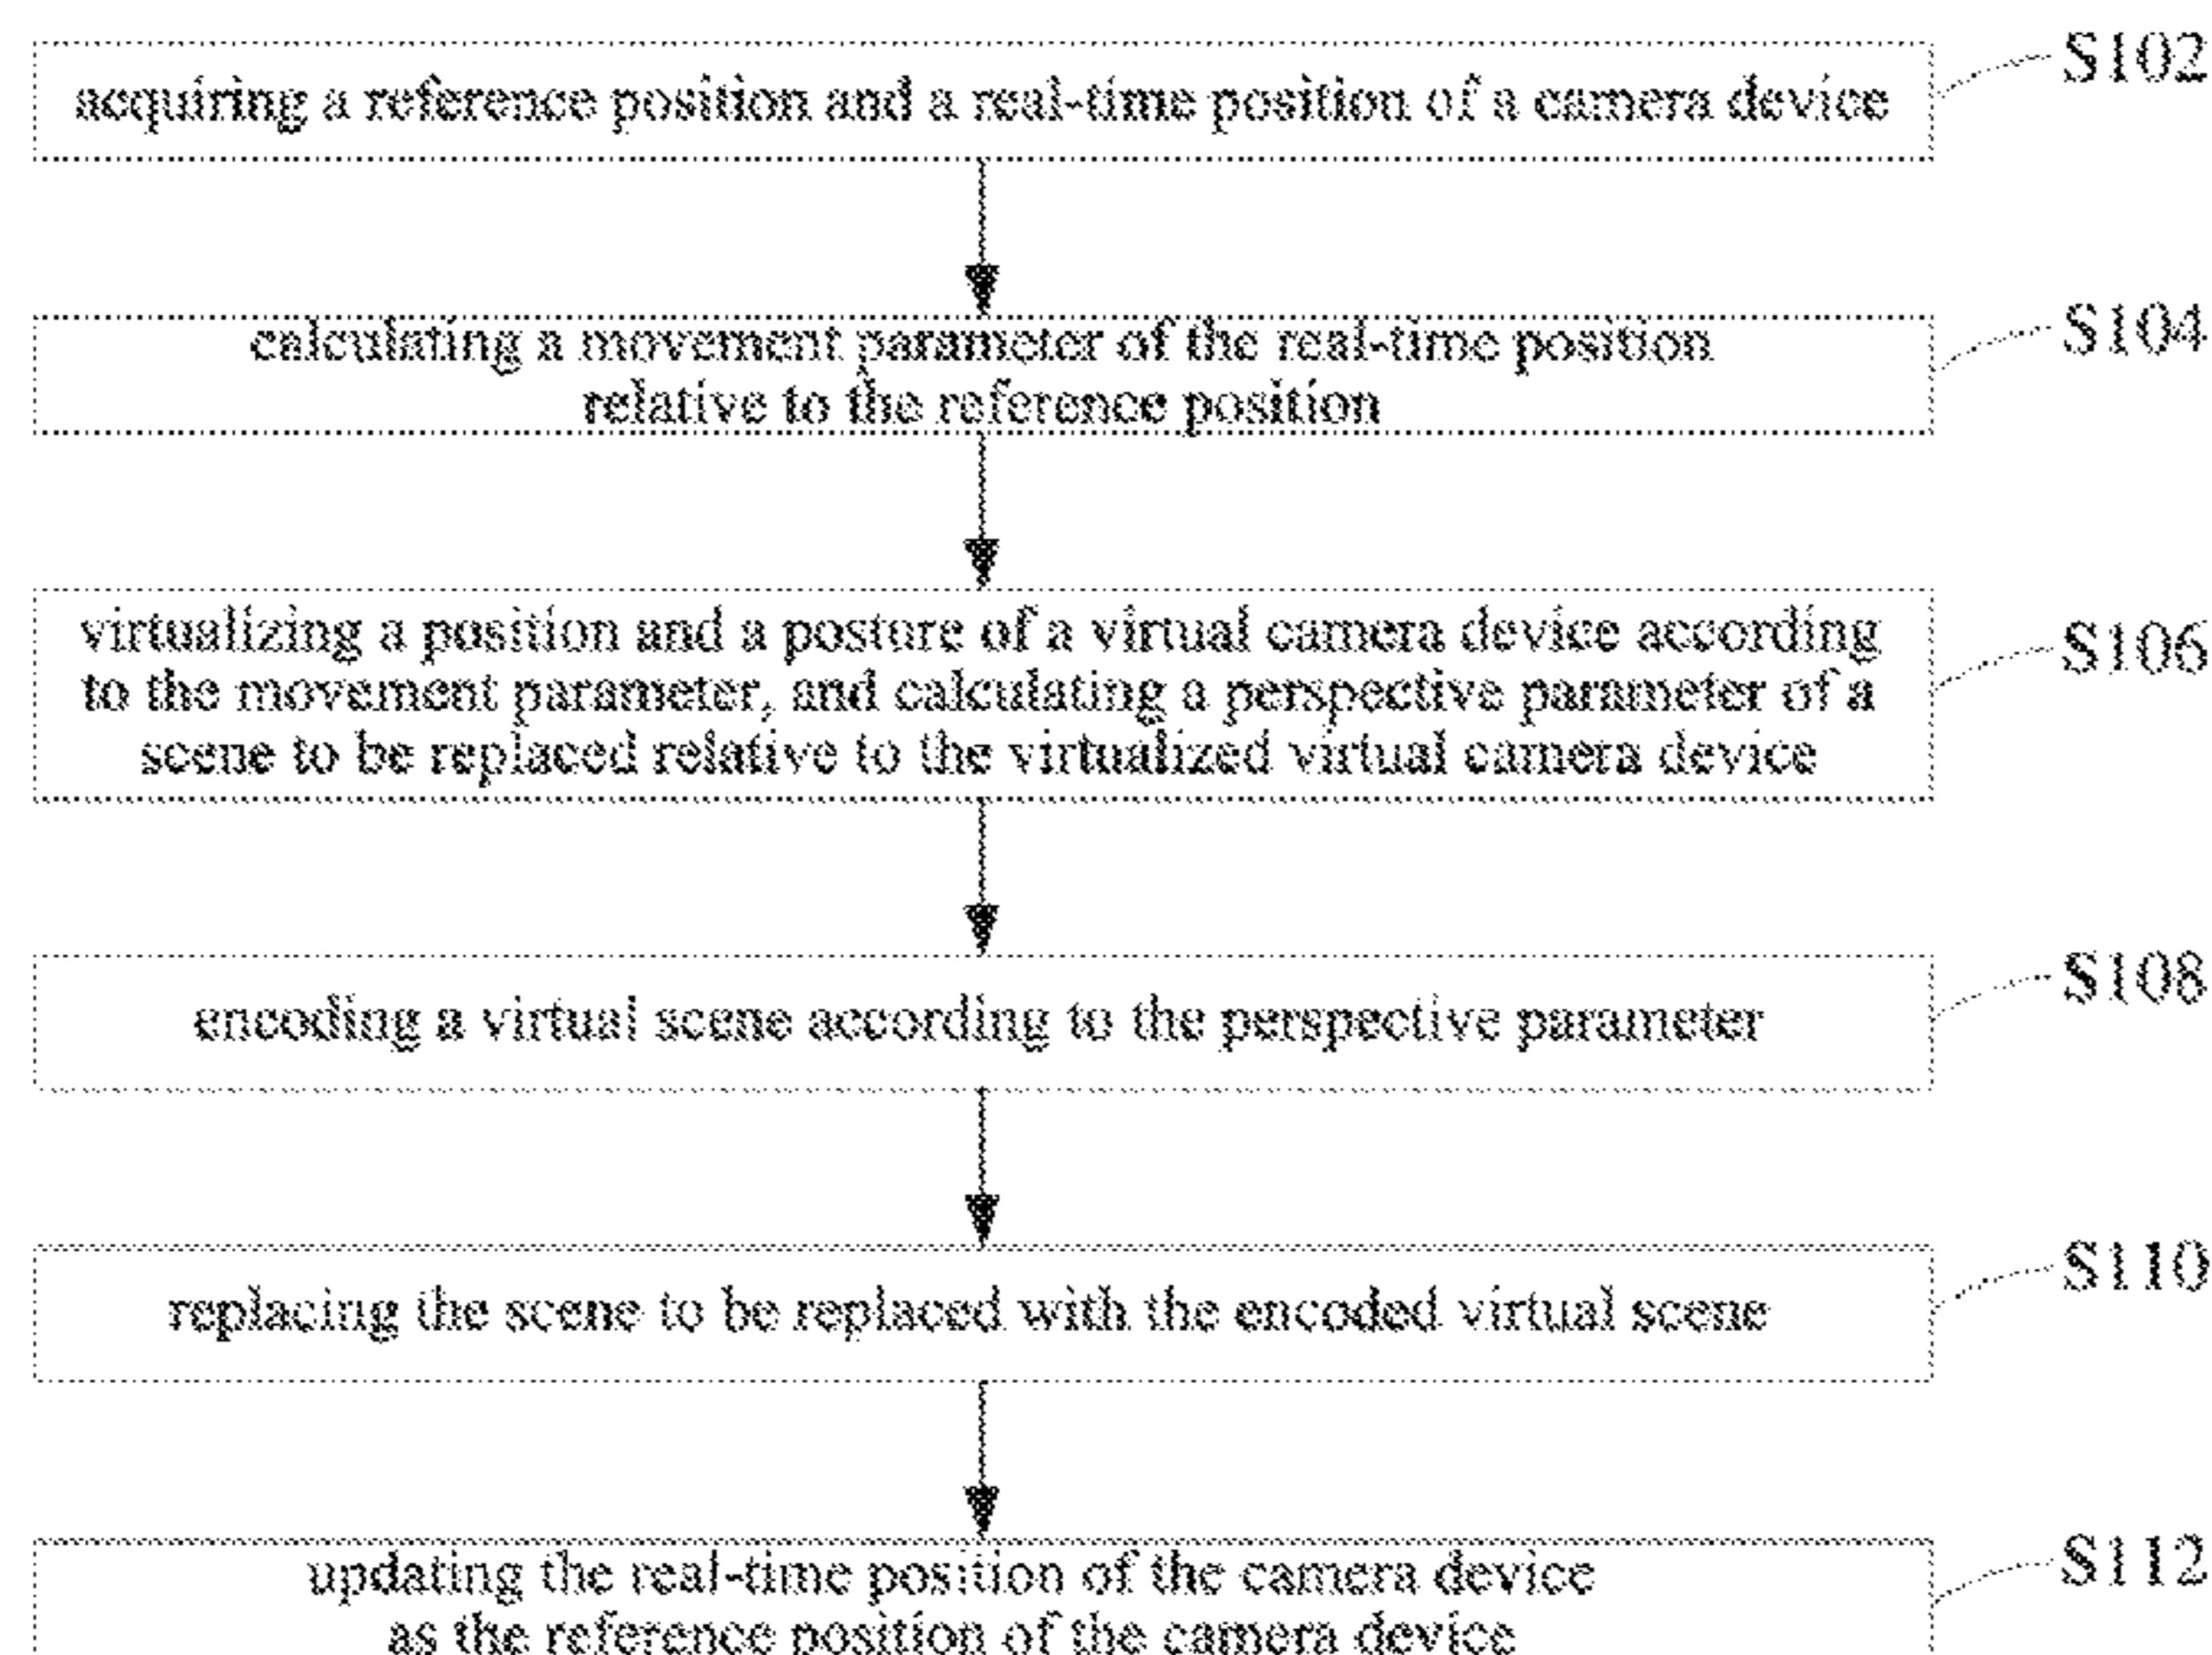 S102
acquiring a reference position and a real-time position of a camera device
S104
calculating a movement parameter of the real-time position
relative to the reference position
virtualizing a position and a posture of a virtual camera device according
S106
to the movement parameter, and calculating a perspective parameter of a
scene to be replaced relative to the virtualized virtual camera device
S108
encoding a virtual scene according to the perspective parameter
S110
replacing the scene to be replaced with the encoded virtual scene
S112
updating the real-time position of the camera device
as the reference position of the camera device